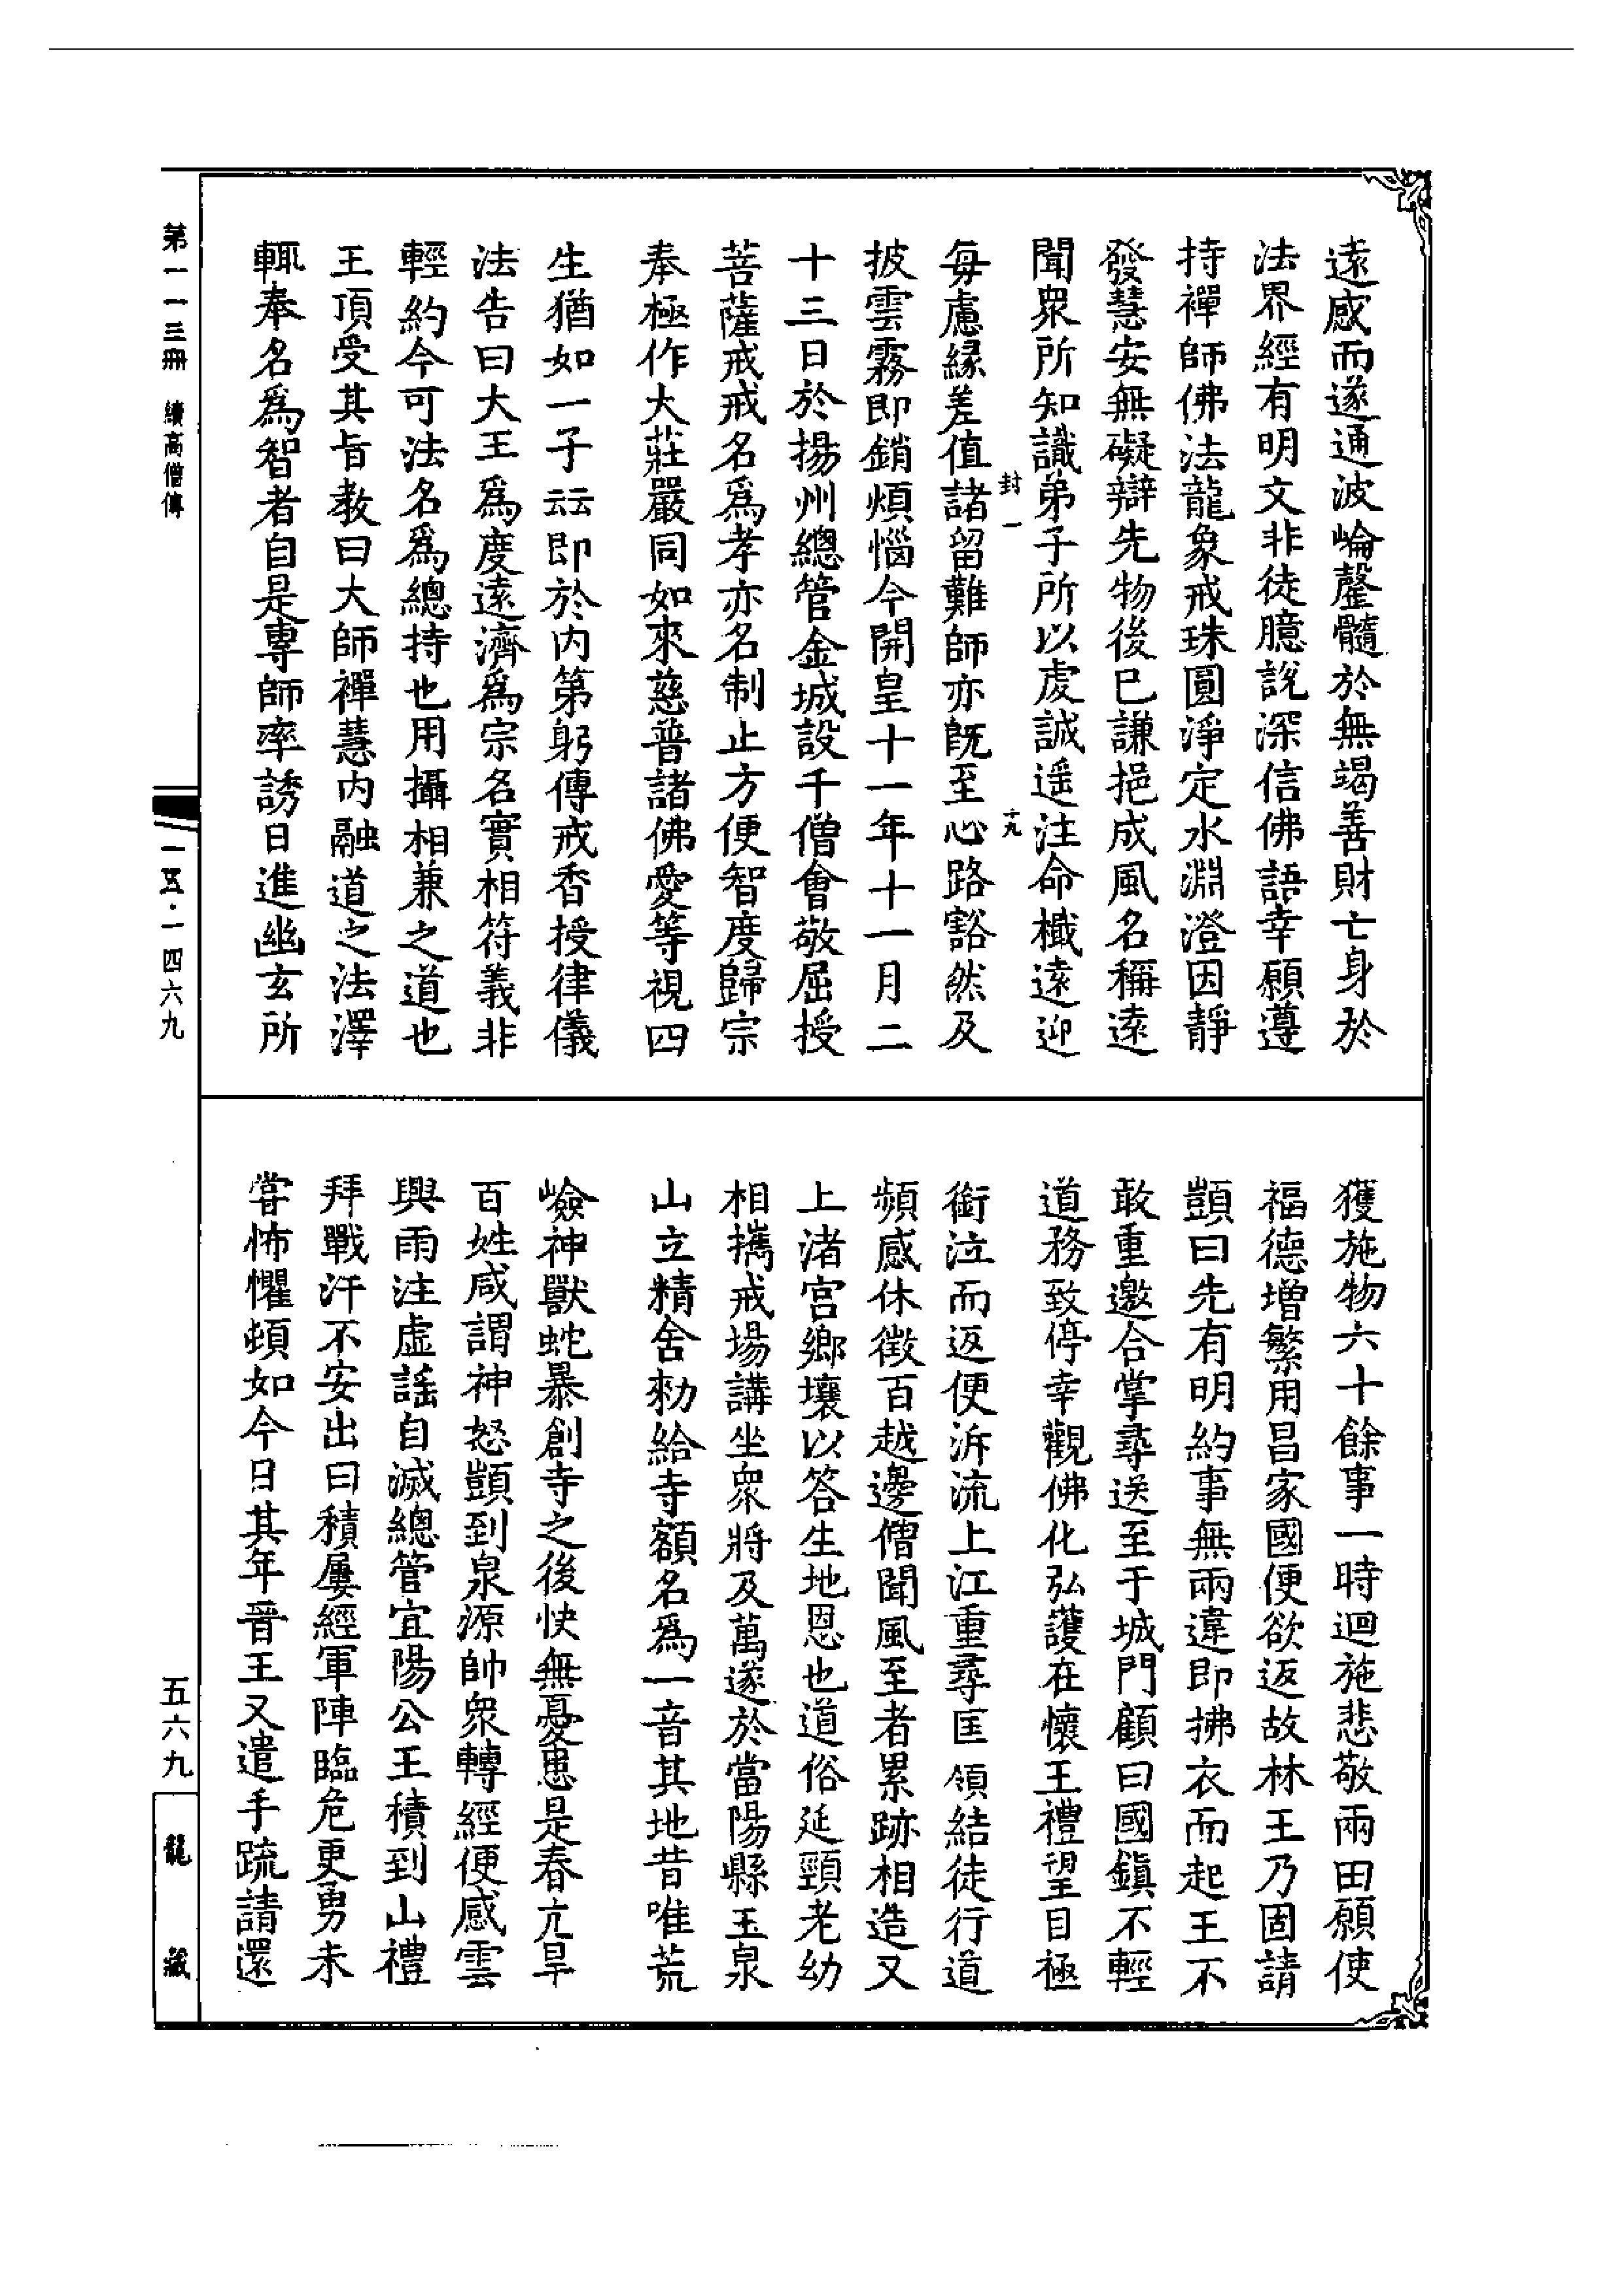 遠感而遂通波崙罄髓於無竭善財亡身於
法界經有明文非徒臆說深信佛語幸願遵
持禪師佛法龍象戒珠圓淨定水淵澄因靜
發慧安無礙辯先物後已謙挹成風名稱遠
聞衆所知識弟子所以虔誠遥注命檝遠迎
封一
十九
每慮緣差值諸留難師亦旣至心路豁然及
披雲霧即銷煩惱今開皇十一年十一月二
十三日於揚州總管金城設千僧會敬屈授
菩薩戒戒名爲孝亦名制止方便智度歸宗
奉極作大莊嚴同如來慈普諸佛愛等視四
生猶如一子云云即於内第躬傳戒香授律儀
法告曰大王爲度遠濟爲宗名實相符義非
輕約今可法名爲總持也用攝相兼之道也
王頂受其旨教曰大師禪慧内融道之法澤
輒奉名爲智者自是專師率誘日進幽玄所
獲施物六十餘事一時迴施悲敬兩田願使
福德增繁用昌家國便欲返故林王乃固請
顗曰先有明約事無兩違即拂衣而起王不
敢重邀合掌尋送至于城門顧曰國鎮不輕
道務致停幸觀佛化弘護在懷王禮望目極
銜泣而返便泝流上江重尋匡嶺結徒行道
頻感休徵百越邊僧聞風至者累跡相造又
上渚宮鄉壤以答生地恩也道俗延頸老幼
相攜戒場講坐衆將及萬遂於當陽縣玉泉
山立精舍勑給寺額名爲一音其地昔唯荒
嶮神獸蛇暴創寺之後快無憂患是春亢旱
百姓咸謂神怒顗到泉源帥衆轉經便感雲
興雨注虛謠自滅總管宜陽公王積到山禮
拜戰汗不安出曰積屢經軍陣臨危更勇未
甞怖懼頓如今日其年晉王又遣手疏請還
第一一三冊 續高僧傳
一五·一四六九
五六九
龍藏